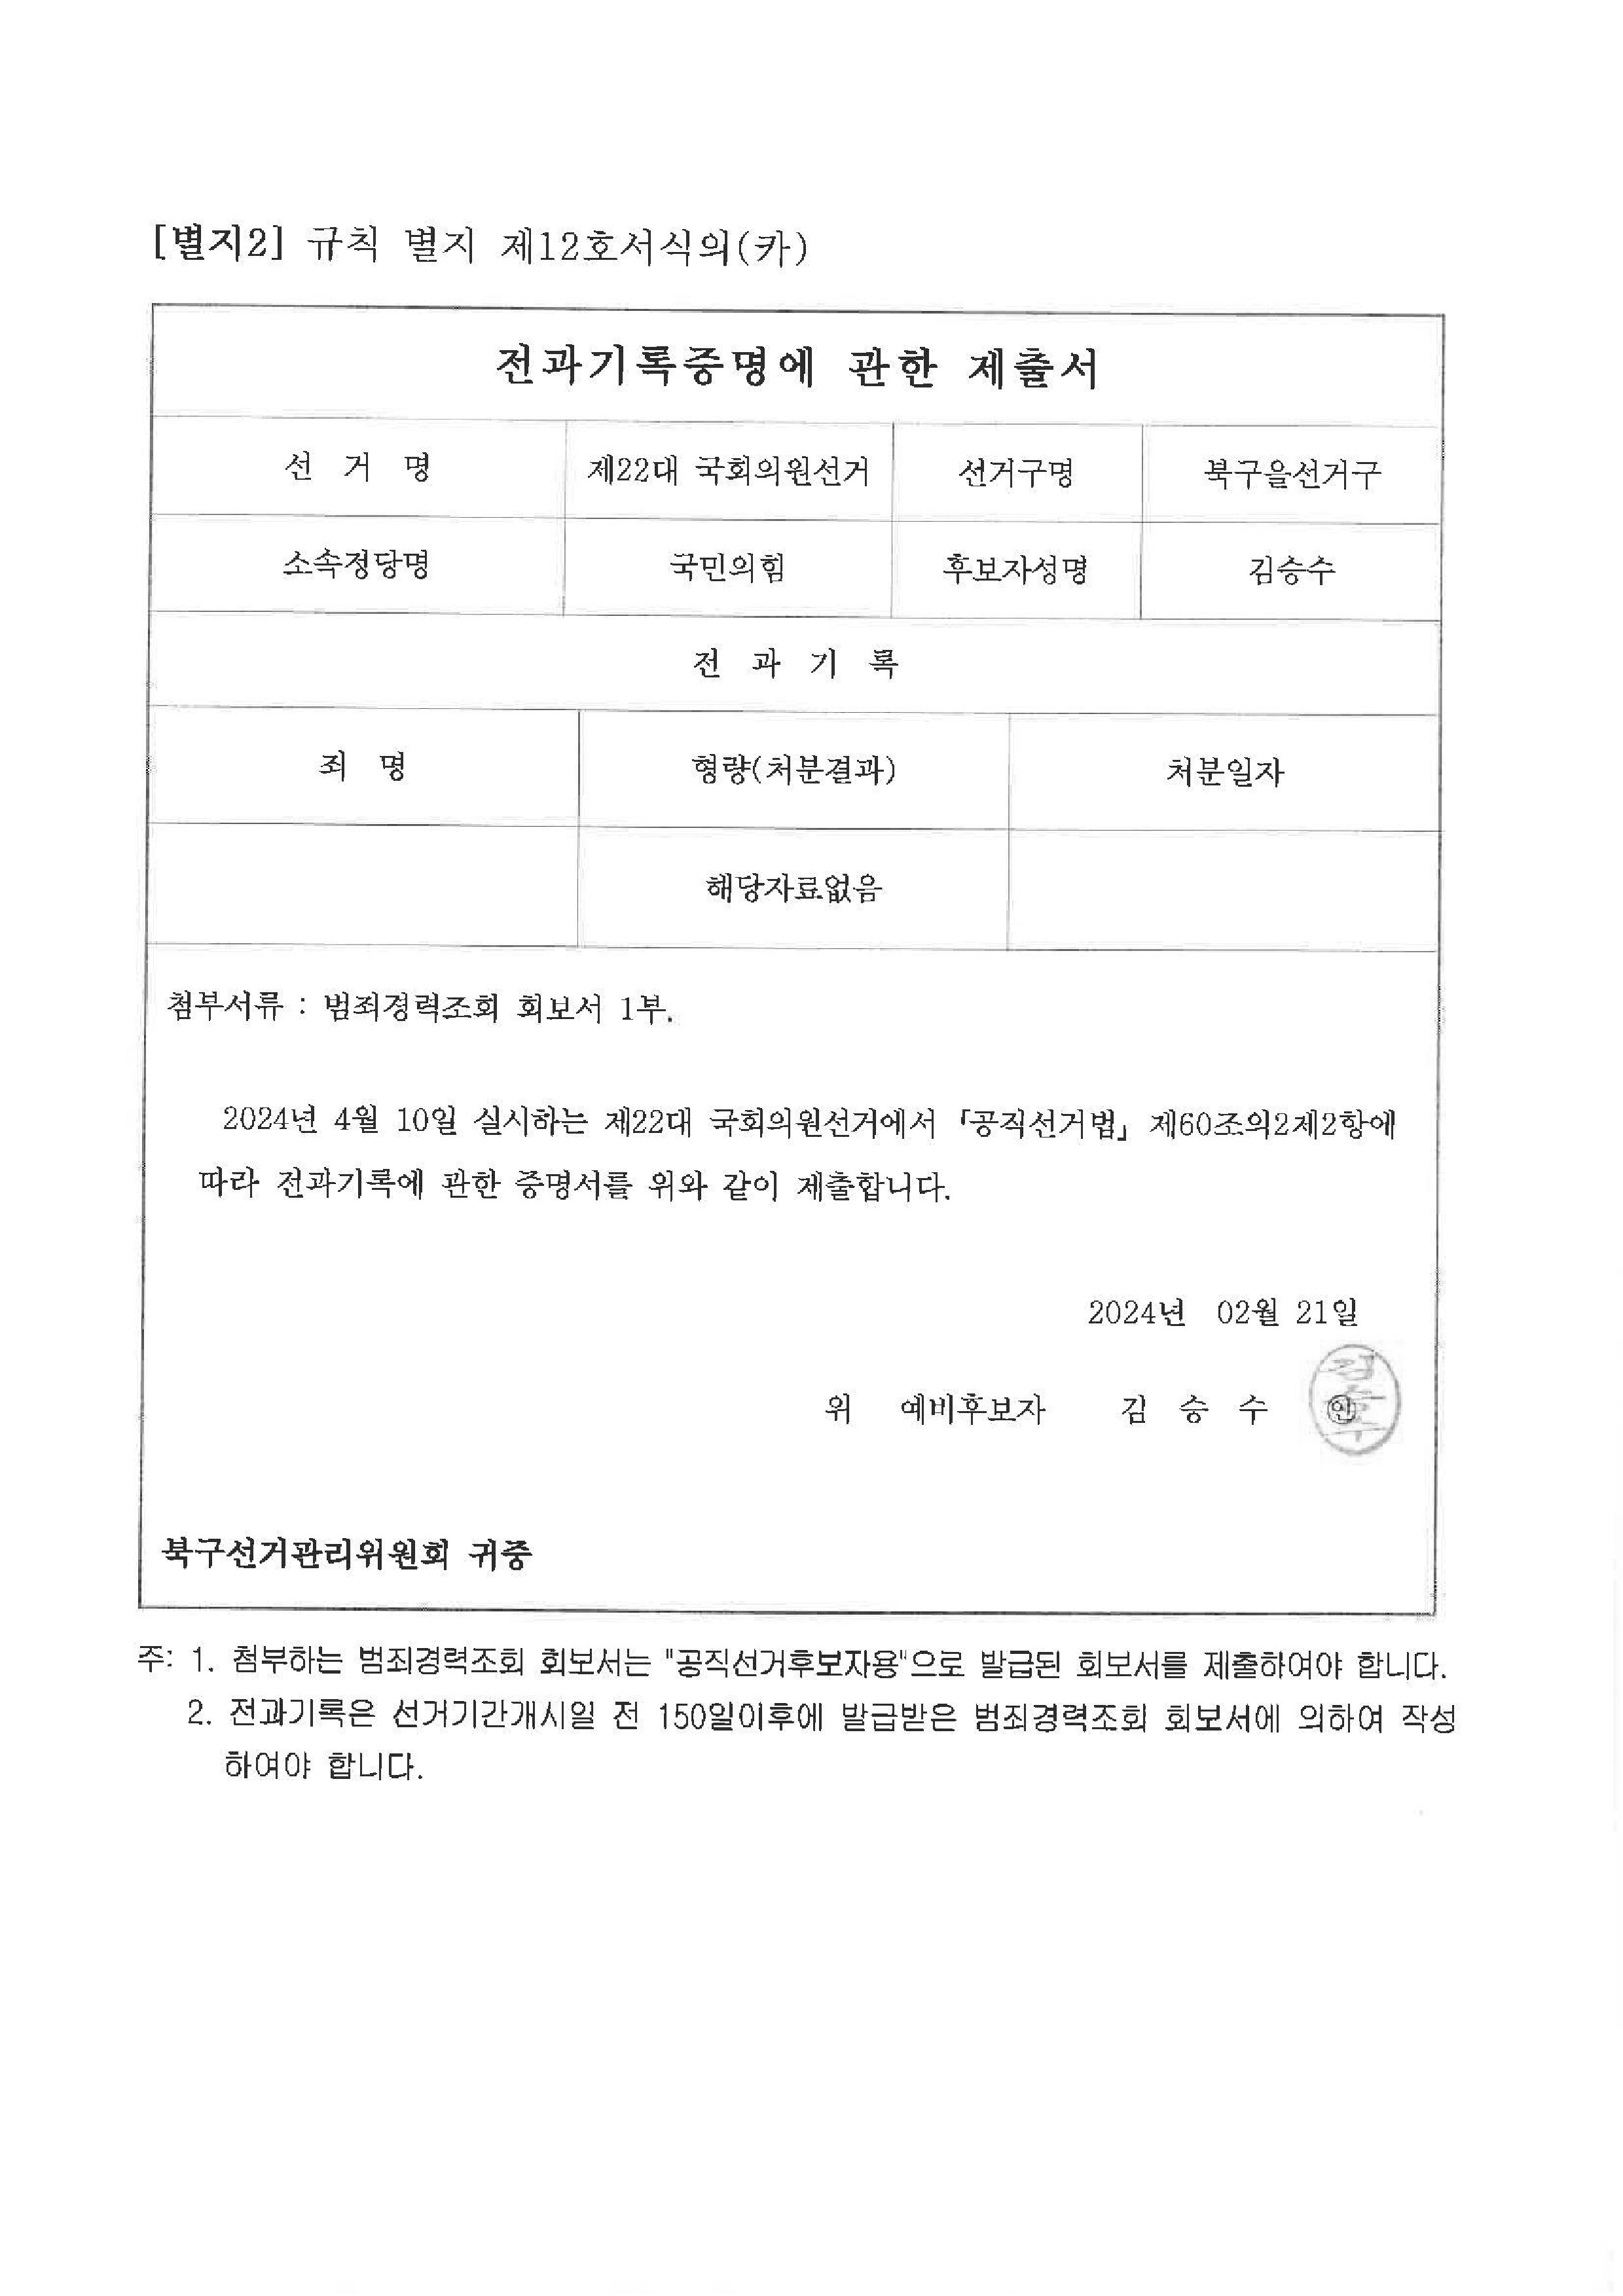 [별지2] 규칙 별지 제12호서식의(카)
전과기록증명에 관한 제출서
선 거 명 제22대 국회의원선거 선거구명 북구을선거구
소속정당명 국민의힘 후보자성명 김승수
전 과 기 록
죄 명 형량(처분결과) 처분일자
해당자료없음
첨부서류 : 범죄경력조회 회보서 1부.
2024년 4월 10일 실시하는 제22대 국회의원선거에서 「공직선거법」 제60조의2제2항에
따라 전과기록에 관한 증명서를 위와 같이 제출합니다.
2024년 02월 21일
위 예비후보자 김 승 수 ㊞
북구선거관리위원회 귀중
주: 1. 첨부하는 범죄경력조회 회보서는 "공직선거후보자용"으로 발급된 회보서를 제출하여야 합니다.
2. 전과기록은 선거기간개시일 전 150일이후에 발급받은 범죄경력조회 회보서에 의하여 작성
하여야 합니다.